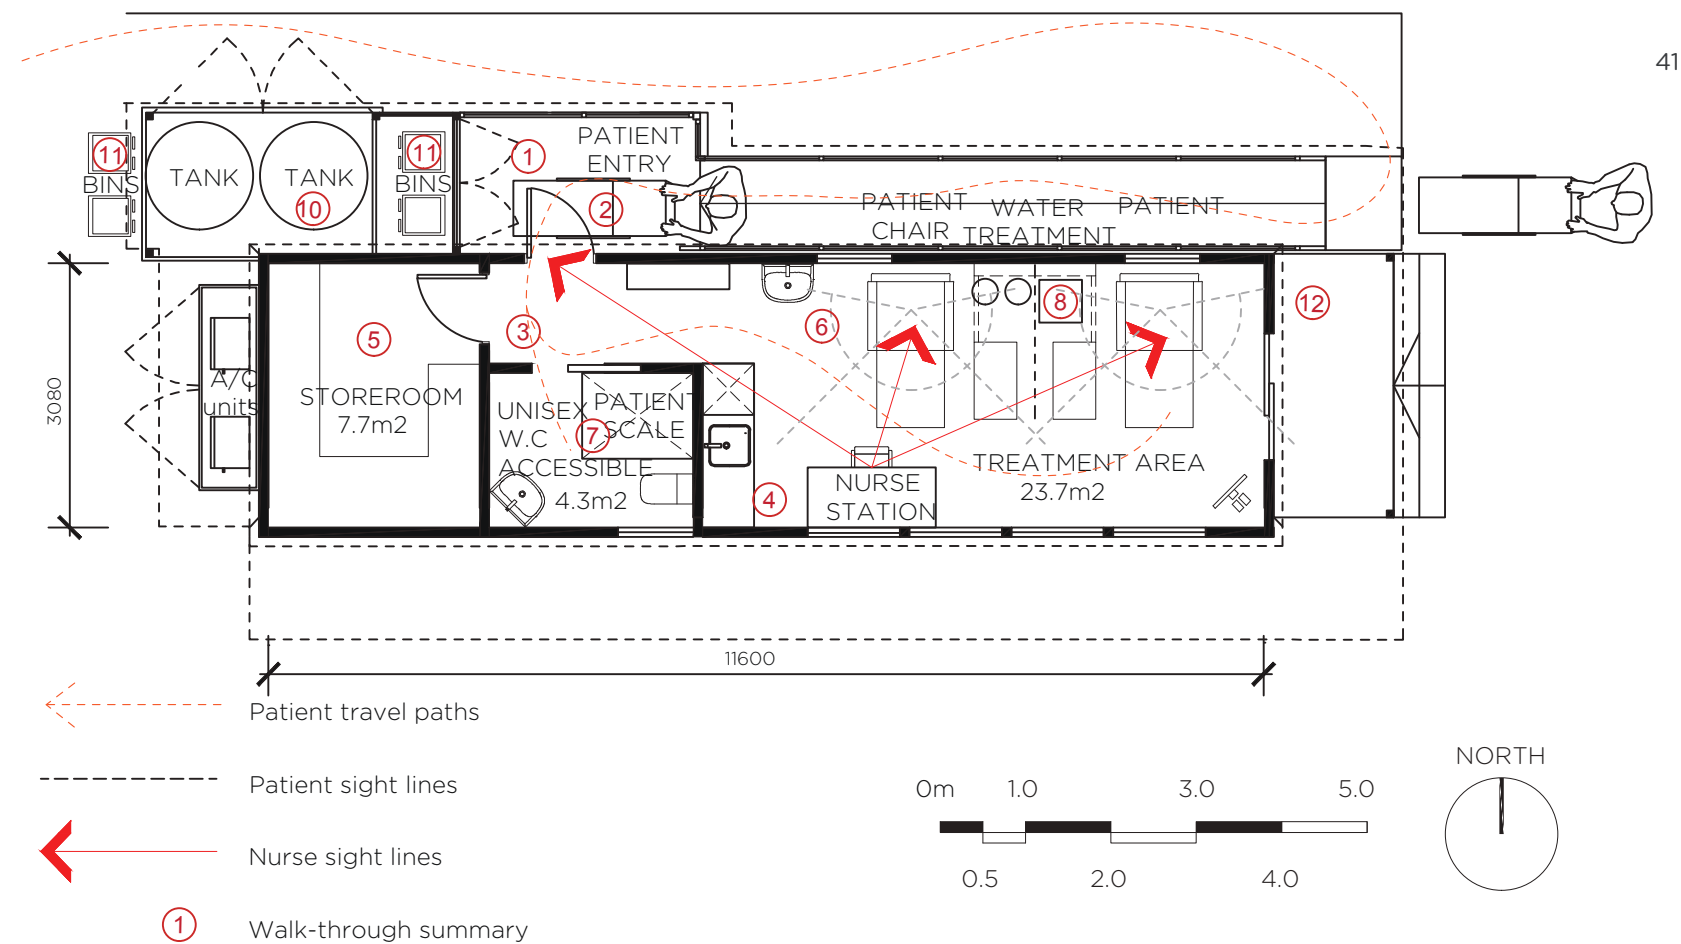 41
PATIENT
ENTRY
1
11
BINS
TANK
TANK
10
11
BINS
2
PATIENT
CHAIR
WATER
TREATMENT
PATIENT
3080
A/C
units
5
STOREROOM
7.7m2
3
6
8
12
UNISEX
W.C
ACCESSIBLE
4.3m2
PATIENT
SCALE
7
4
NURSE
STATION
TREATMENT AREA
23.7m2
11600
Patient travel paths
Patient sight lines
Nurse sight lines
1 Walk-through summary
0m 1.0 3.0 5.0
0.5 2.0 4.0
NORTH